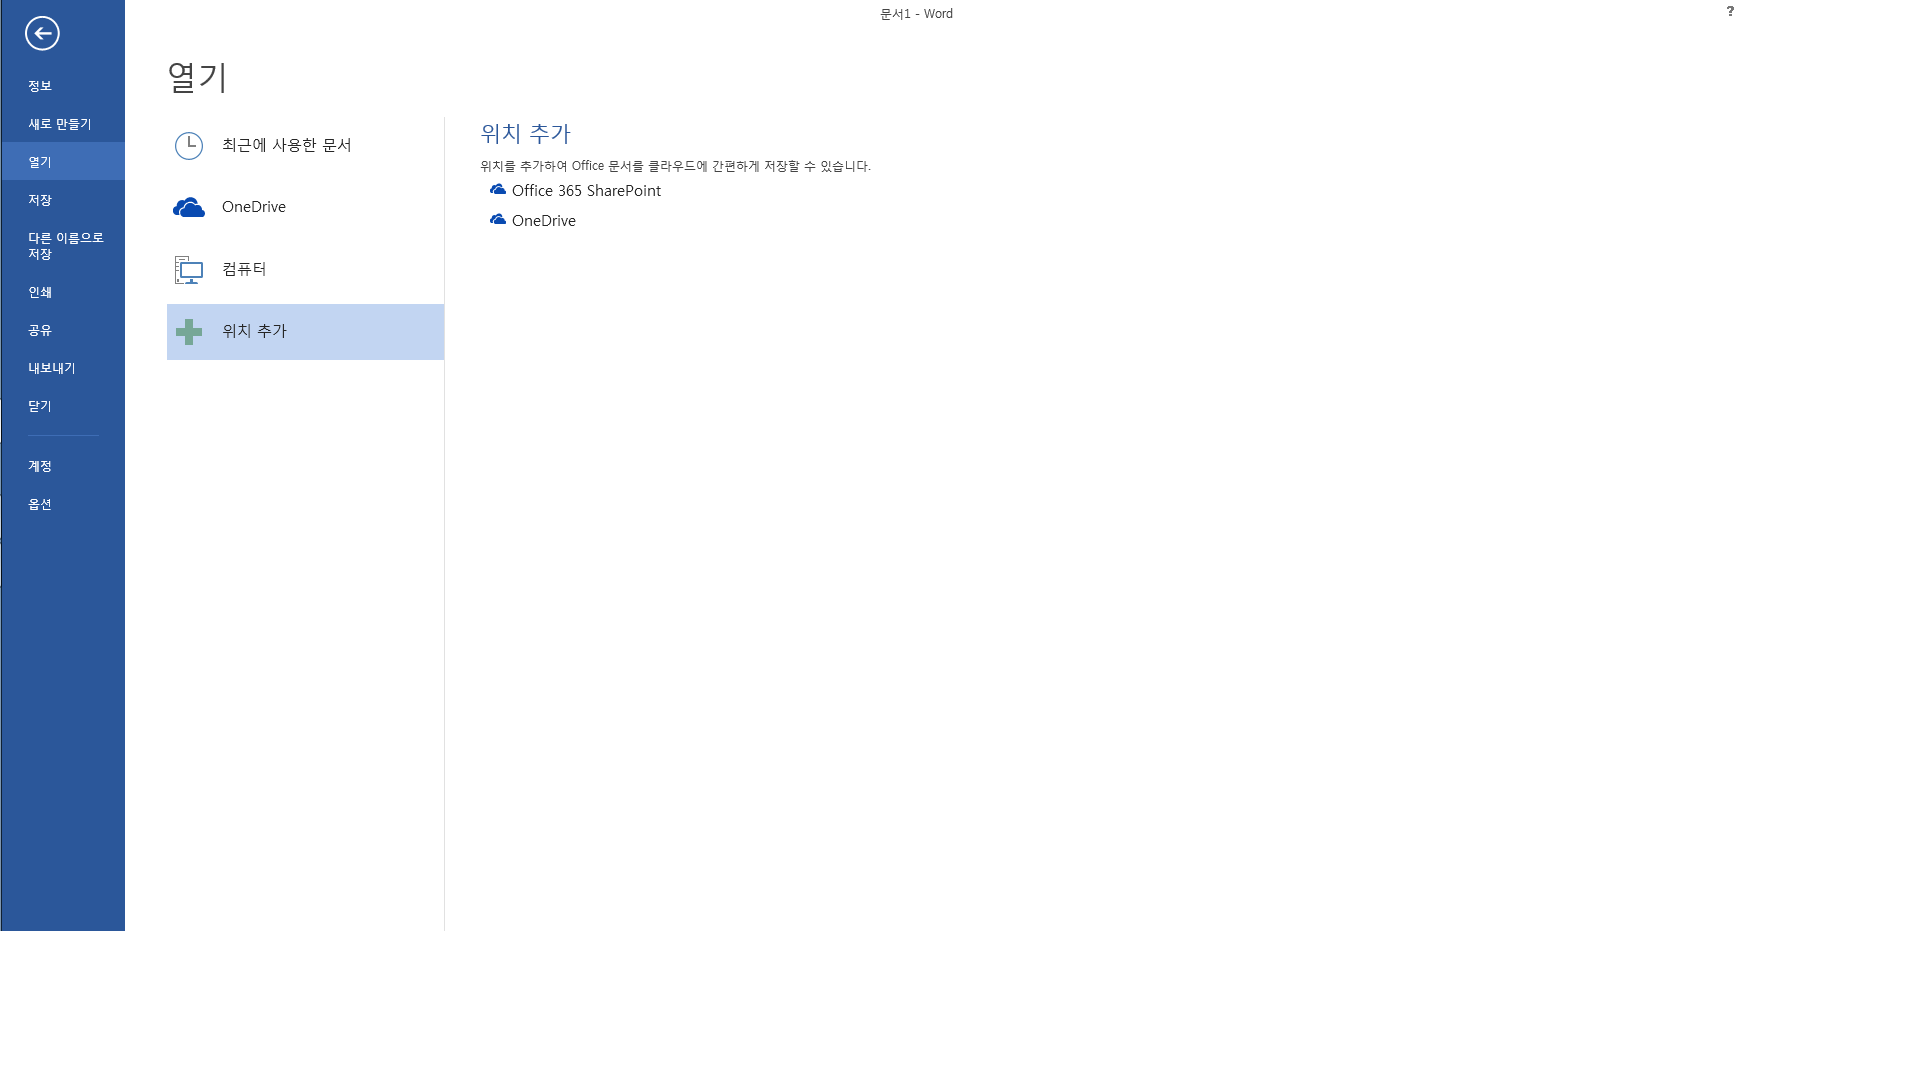 문서1 - Word
?
정보
새로 만들기
열기
저장
다른 이름으로
저장
인쇄
공유
내보내기
닫기
계정
옵션
열기
최근에 사용한 문서
OneDrive
컴퓨터
위치 추가
위치 추가
위치를 추가하여 Office 문서를 클라우드에 간편하게 저장할 수 있습니다.
Office 365 SharePoint
OneDrive